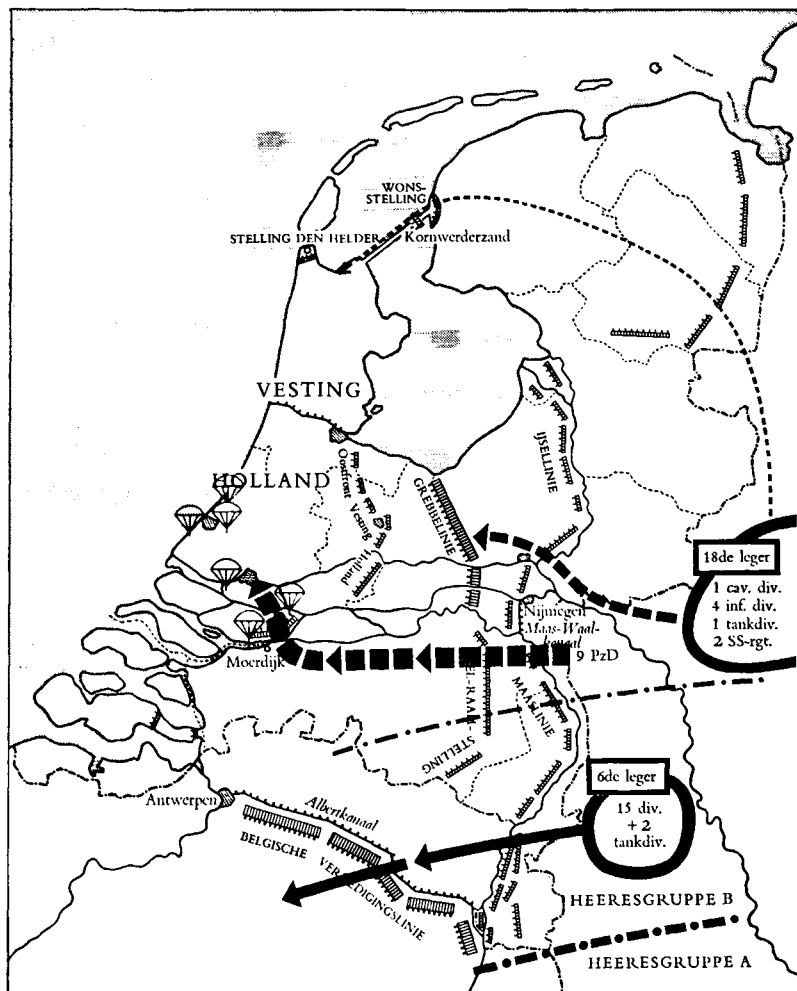 WONS-
STELLING
STELLING DEN HELDER
Kornwerderzand
VESTING
HOLLAND
Oostfront Vesting
Holland
GREBBELINIE
IJSELLINIE
18de leger
1 cav. div.
4 inf. div.
1 tankdiv.
2 SS-rgt.
Nijmegen
Maas-Waal-
kanaal
Moerdijk
9 PzD
STELLING
MAASLINIE
6de leger
15 div.
+ 2
tankdiv.
Antwerpen
Albertkanaal
BELGISCHE
VERDEDIGINGSLINIE
HEERESGRUPPE B
HEERESGRUPPE A